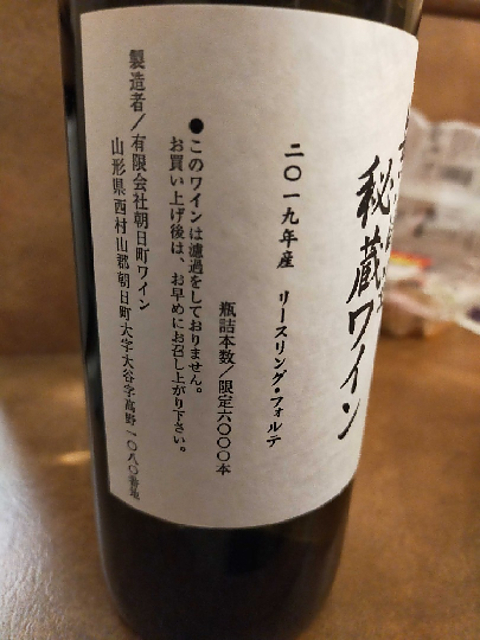 秘蔵ワイン
二〇一九年産 リースリング・フォルテ
瓶詰本数/限定六〇〇〇本
●このワインは濾過をしておりません。
お買い上げ後は、お早めにお召し上がり下さい。
製造者/有限会社朝日町ワイン
山形県西村山郡朝日町大字大谷字高野一〇八〇番地